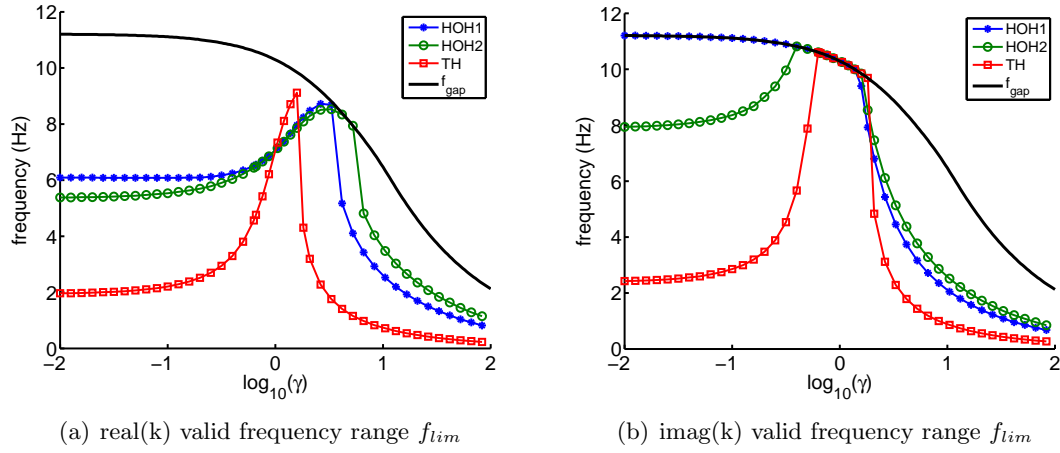 12
10
8
6
4
2
0
−2
−1
0
1
2
frequency (Hz)
log10(γ)
HOH1
HOH2
TH
fgap
(a) real(k) valid frequency range flim
12
10
8
6
4
2
0
−2
−1
0
1
2
frequency (Hz)
log10(γ)
HOH1
HOH2
TH
fgap
(b) imag(k) valid frequency range flim